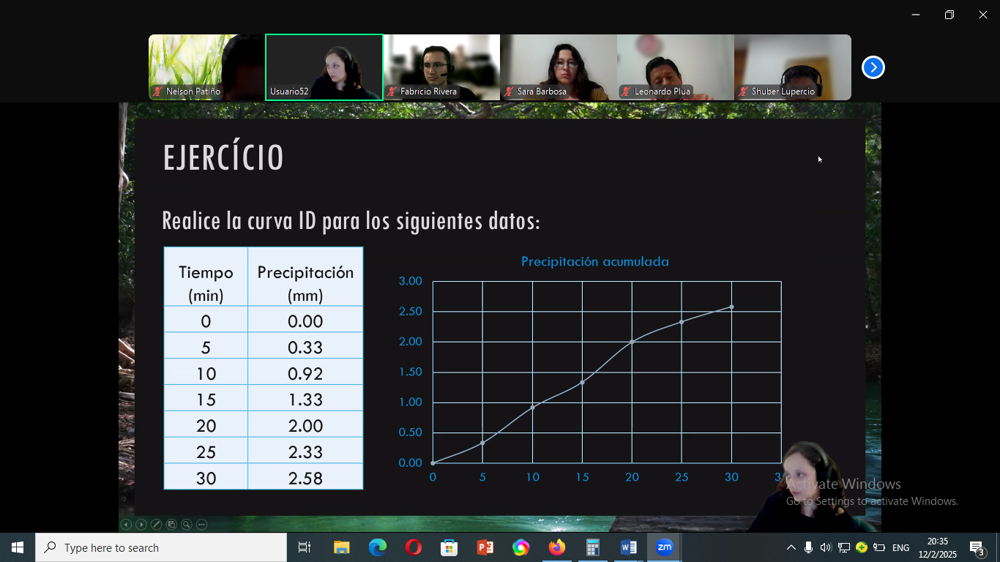 Nelson Patiño
Usuario52
Fabricio Rivera
Sara Barbosa
Leonardo Plua
Shuber Lupercio
EJERCÍCIO
Realice la curva ID para los siguientes datos:
Tiempo (min) Precipitación (mm)
0 0.00
5 0.33
10 0.92
15 1.33
20 2.00
25 2.33
30 2.58
Precipitación acumulada
3.00
2.50
2.00
1.50
1.00
0.50
0.00
0 5 10 15 20 25 30
Activate Windows
Go to Settings to activate Windows.
Type here to search
zm
ENG
20:35
12/2/2025
3